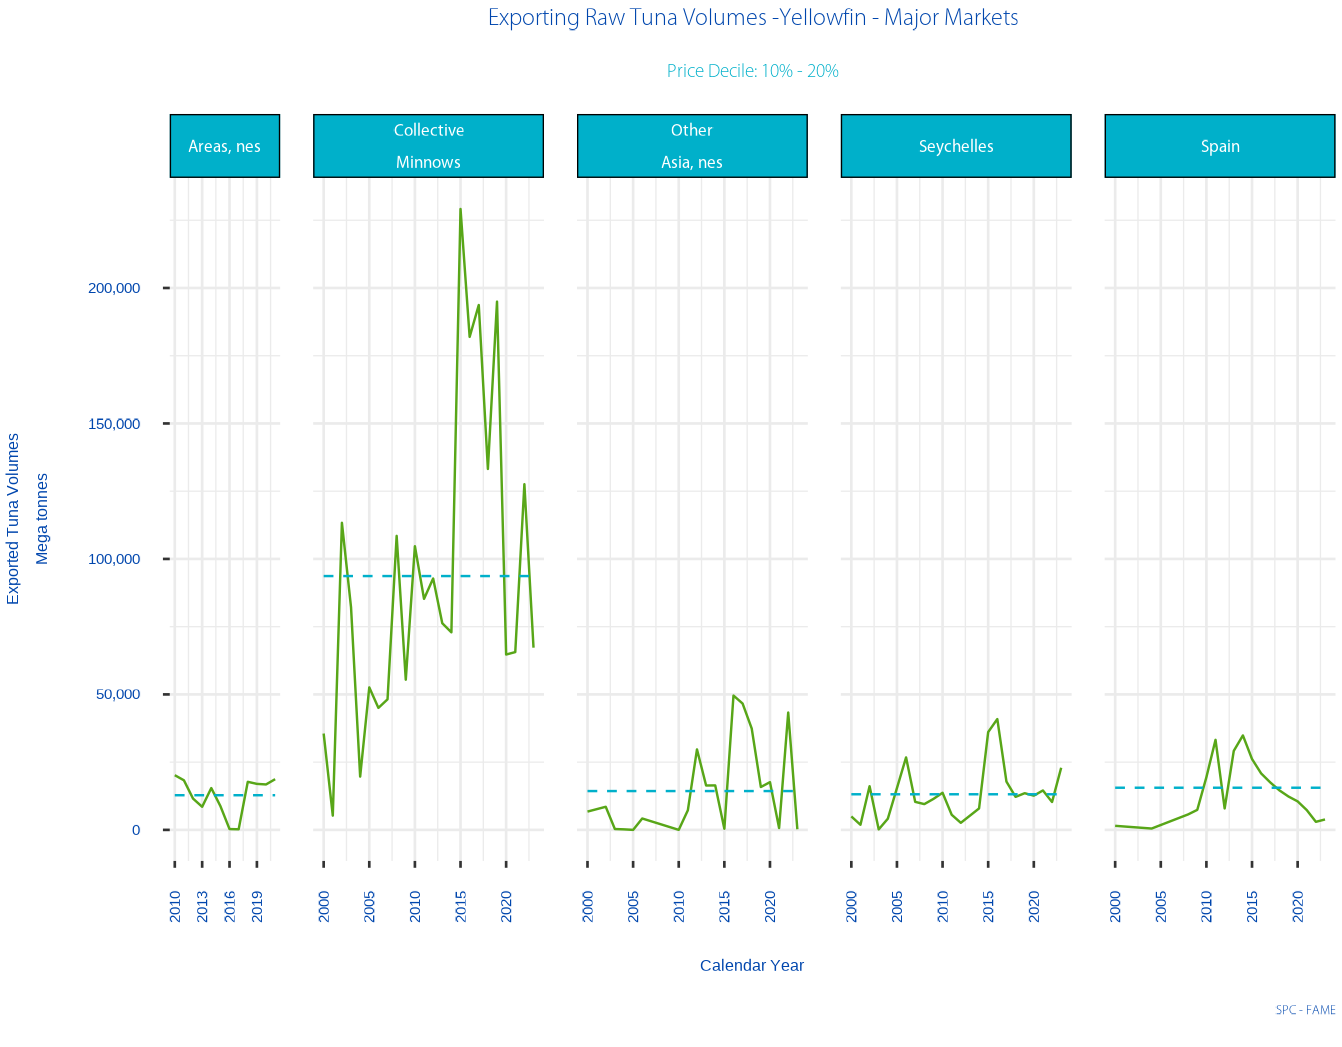 Exporting Raw Tuna Volumes -Yellowfin - Major Markets
Price Decile: 10% - 20%
Areas, nes
Collective
Minnows
Other
Asia, nes
Seychelles
Spain
Exported Tuna Volumes
Mega tonnes
200,000
150,000
100,000
50,000
0
2010 2013 2016 2019
2000 2005 2010 2015 2020
2000 2005 2010 2015 2020
2000 2005 2010 2015 2020
2000 2005 2010 2015 2020
Calendar Year
SPC - FAME